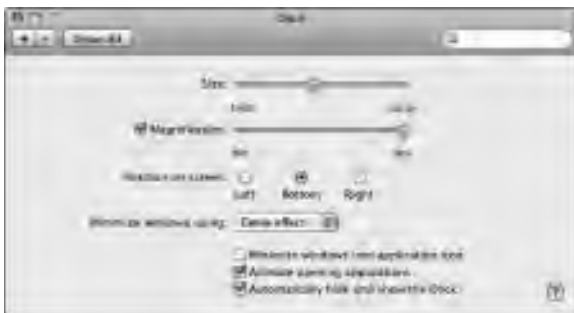 Dock
Show All
Size:
Small Large
Magnification:
Min Max
Position on screen:
Left Bottom Right
Minimize windows using: Genie effect
Minimize windows into application icon
Animate opening applications
Automatically hide and show the Dock
?